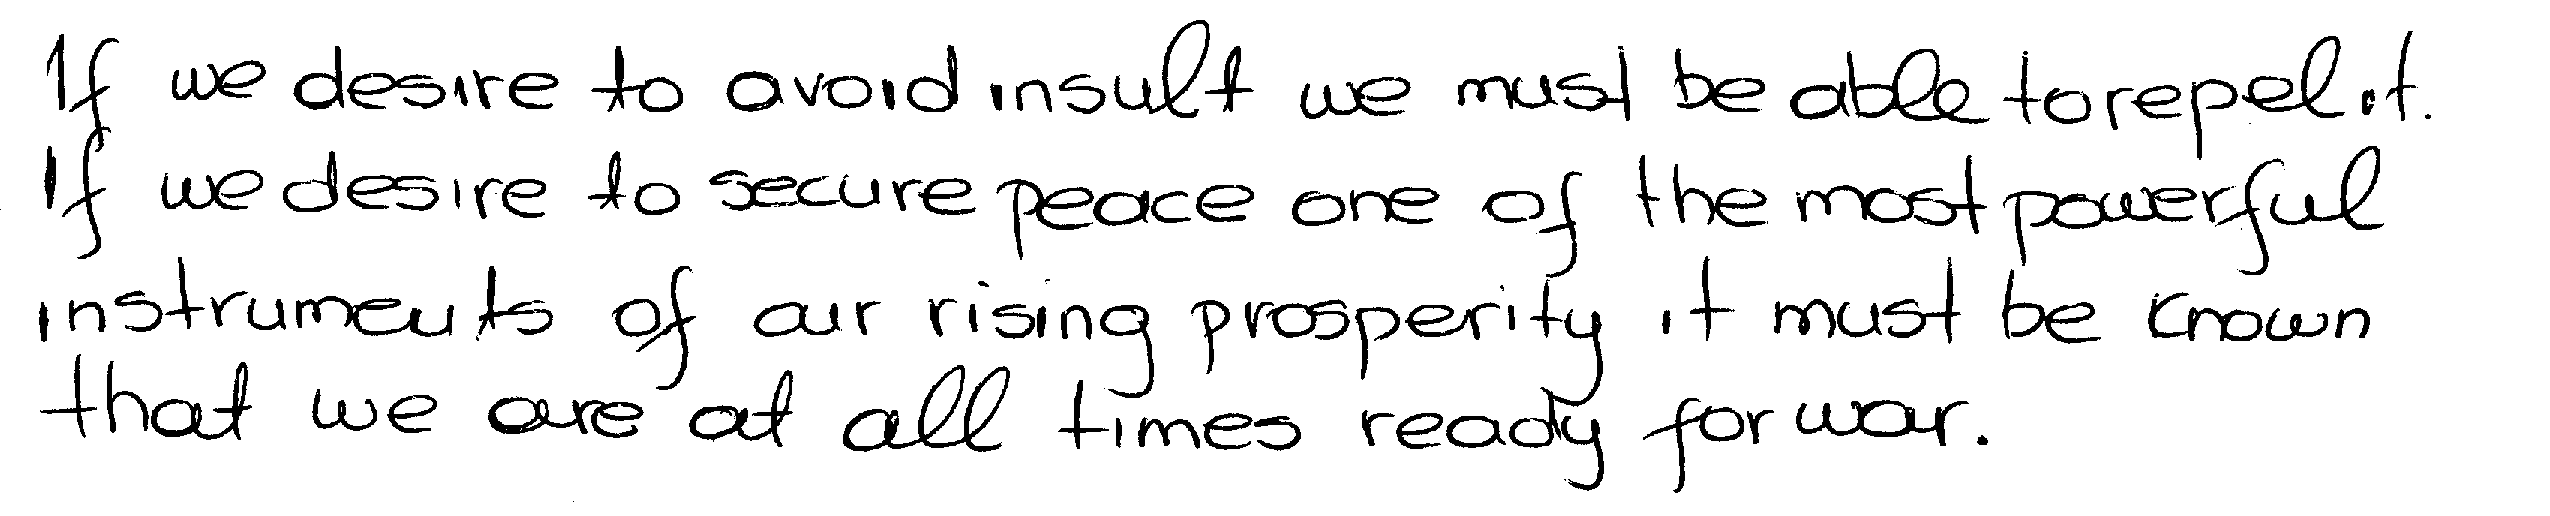 If we desire to avoid insult we must be able to repel it.
If we desire to secure peace one of the most powerful
instruments of our rising prosperity it must be known
that we are at all times ready for war.